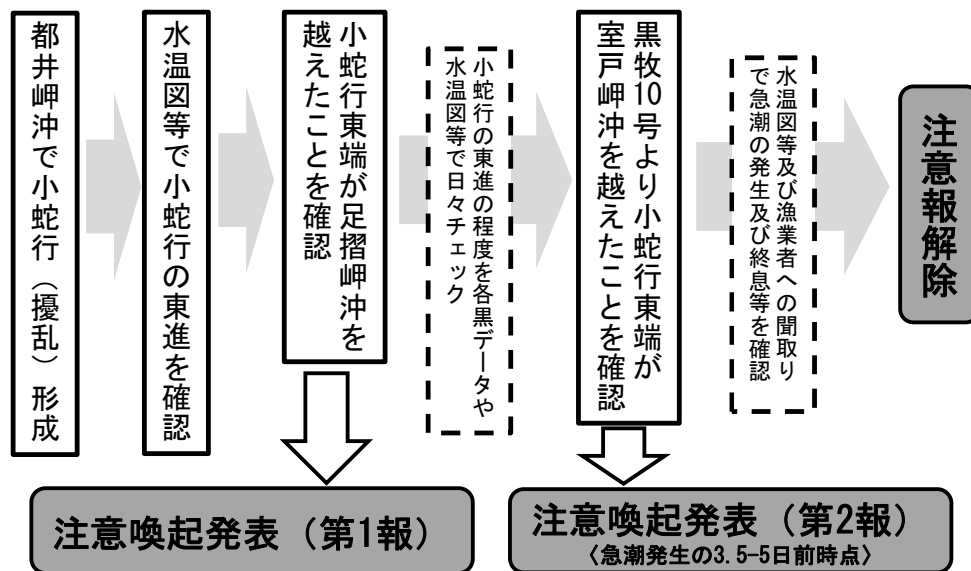 都井岬沖で小蛇行（擾乱）形成
水温図等で小蛇行の東進を確認
小蛇行東端が足摺岬沖を
越えたことを確認
小蛇行の東進の程度を各黒データや
水温図等で日々チェック
黒牧10号より小蛇行東端が
室戸岬沖を越えたことを確認
水温図等及び漁業者への聞取り
で急潮の発生及び終息等を確認
注意報解除
注意喚起発表（第1報）
注意喚起発表（第2報）
〈急潮発生の3.5-5日前時点〉